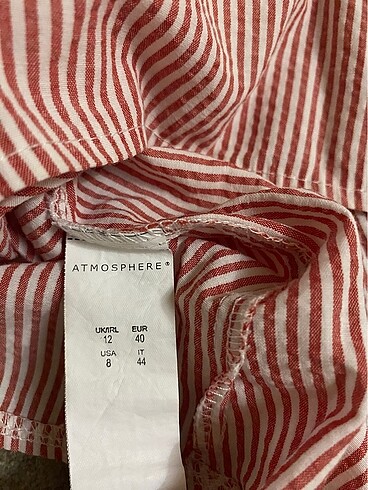 ATMOSPHERE®
UK/IRL EUR
12 40
USA IT
8 44